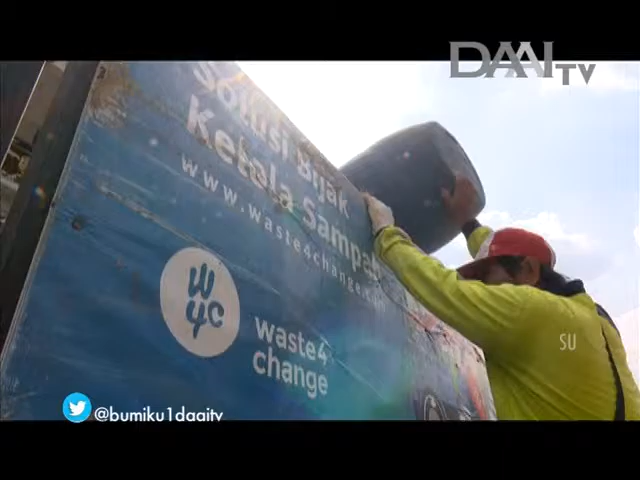 DAAI TV
Solusi Bijak
Kelola Sampah
www.waste4change.com
W4C
waste4
change
SU
@bumiku1daaitv